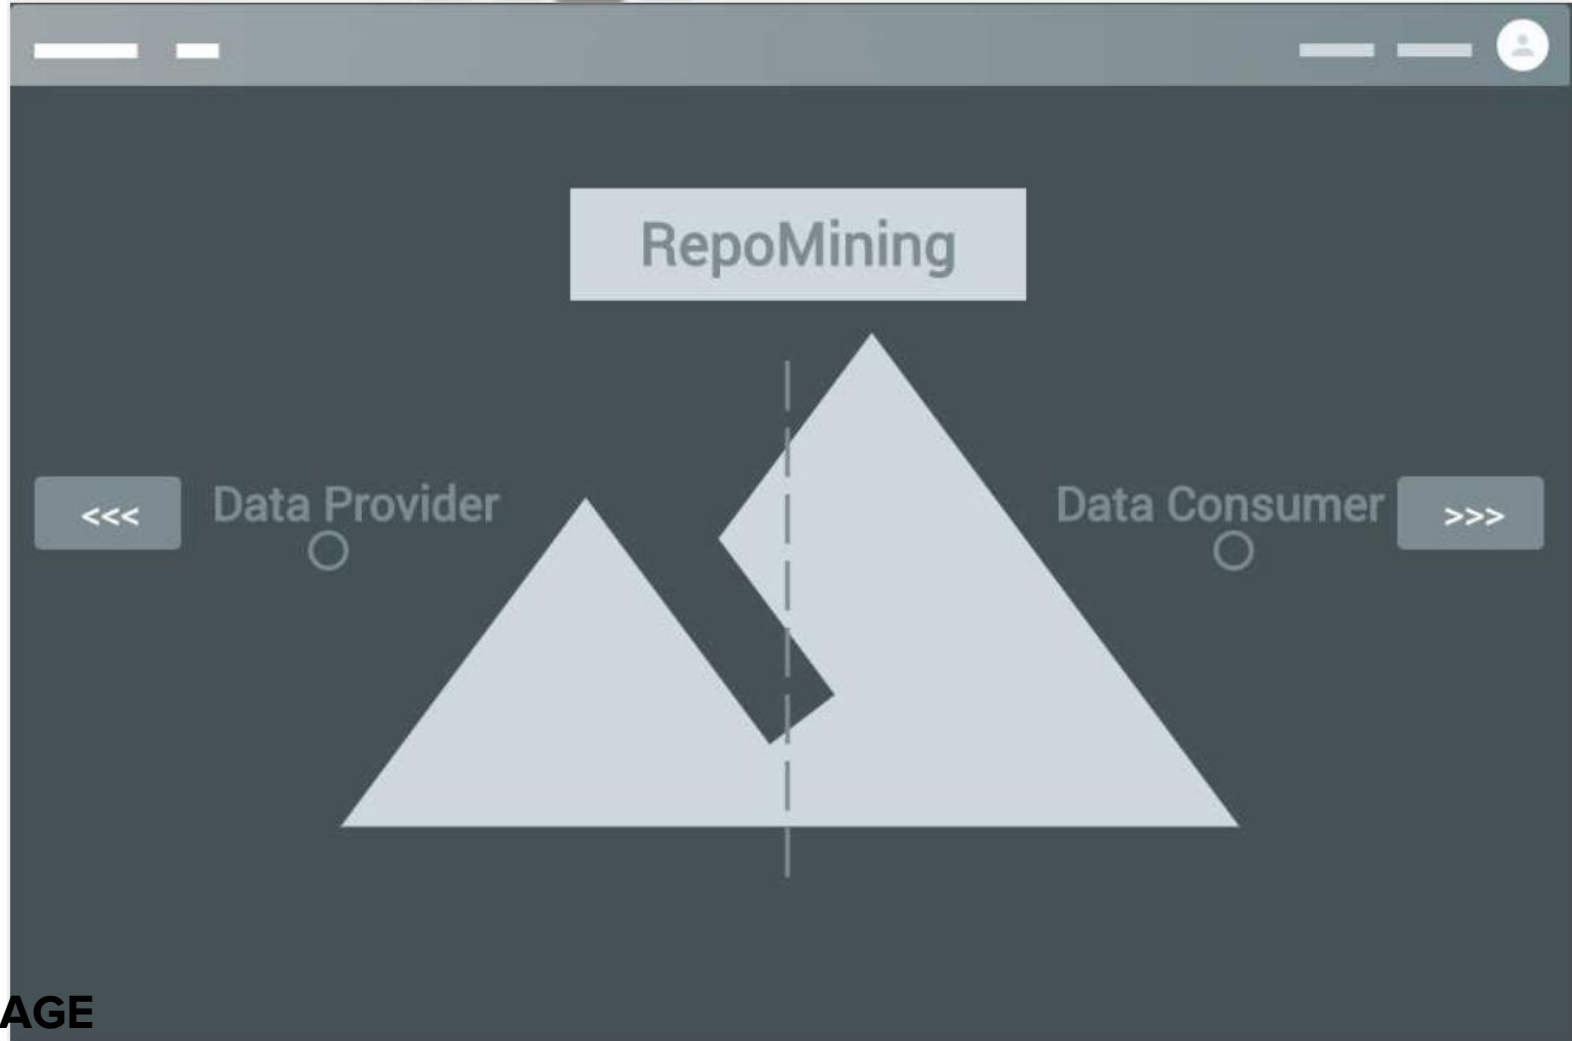 RepoMining
<<< Data Provider
Data Consumer >>>
AGE